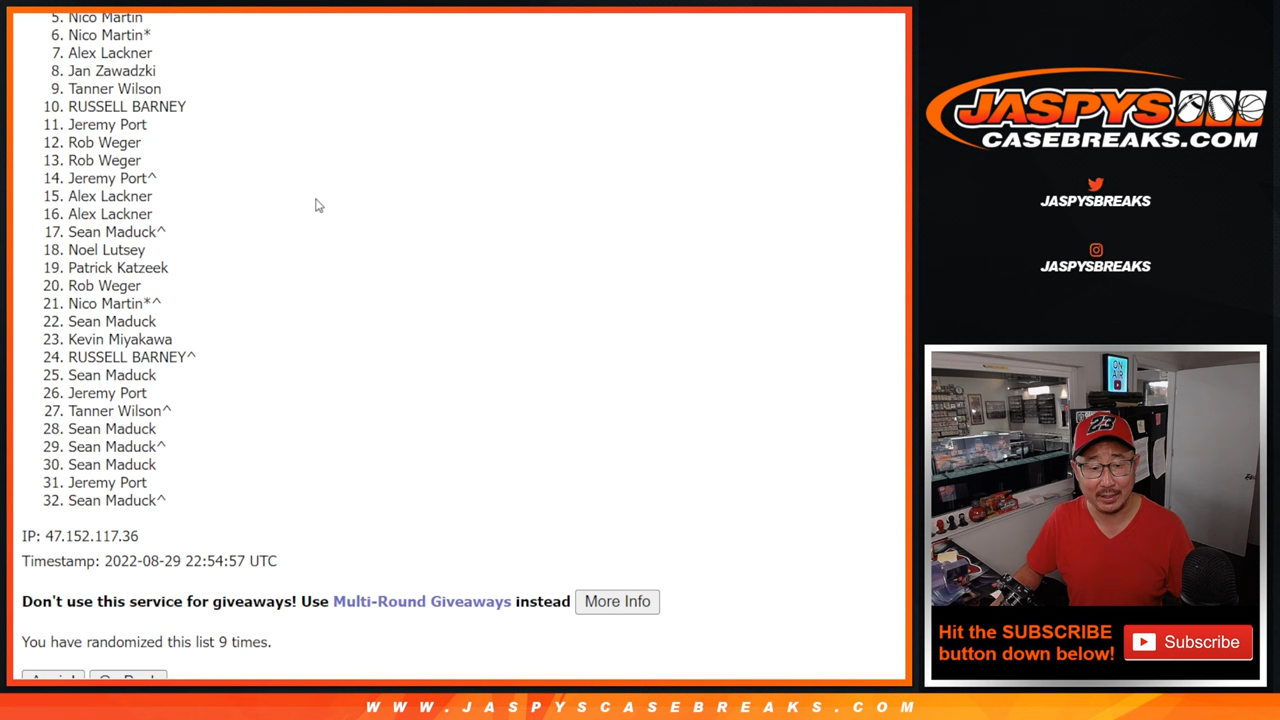 5. Nico Martin
6. Nico Martin*
7. Alex Lackner
8. Jan Zawadzki
9. Tanner Wilson
10. RUSSELL BARNEY
11. Jeremy Port
12. Rob Weger
13. Rob Weger
14. Jeremy Port^
15. Alex Lackner
16. Alex Lackner
17. Sean Maduck^
18. Noel Lutsey
19. Patrick Katzeek
20. Rob Weger
21. Nico Martin*^
22. Sean Maduck
23. Kevin Miyakawa
24. RUSSELL BARNEY^
25. Sean Maduck
26. Jeremy Port
27. Tanner Wilson^
28. Sean Maduck
29. Sean Maduck^
30. Sean Maduck
31. Jeremy Port
32. Sean Maduck^
IP: 47.152.117.36
Timestamp: 2022-08-29 22:54:57 UTC
Don't use this service for giveaways! Use Multi-Round Giveaways instead More Info
You have randomized this list 9 times.
JASPYS
CASEBREAKS.COM
JASPYSBREAKS
JASPYSBREAKS
ON
AIR
23
Hit the SUBSCRIBE
button down below!
Subscribe
WWW.JASPYSCASEBREAKS.COM